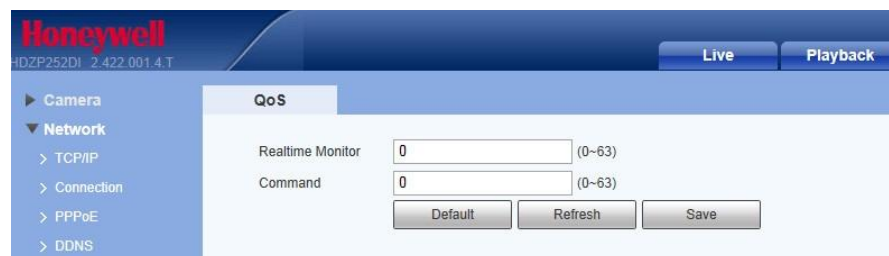 Honeywell
HDZP252DI 2.422.001.4.T
Live Playback
Camera
Network
> TCP/IP
> Connection
> PPPoE
> DDNS
QoS
Realtime Monitor 0 (0~63)
Command 0 (0~63)
Default Refresh Save